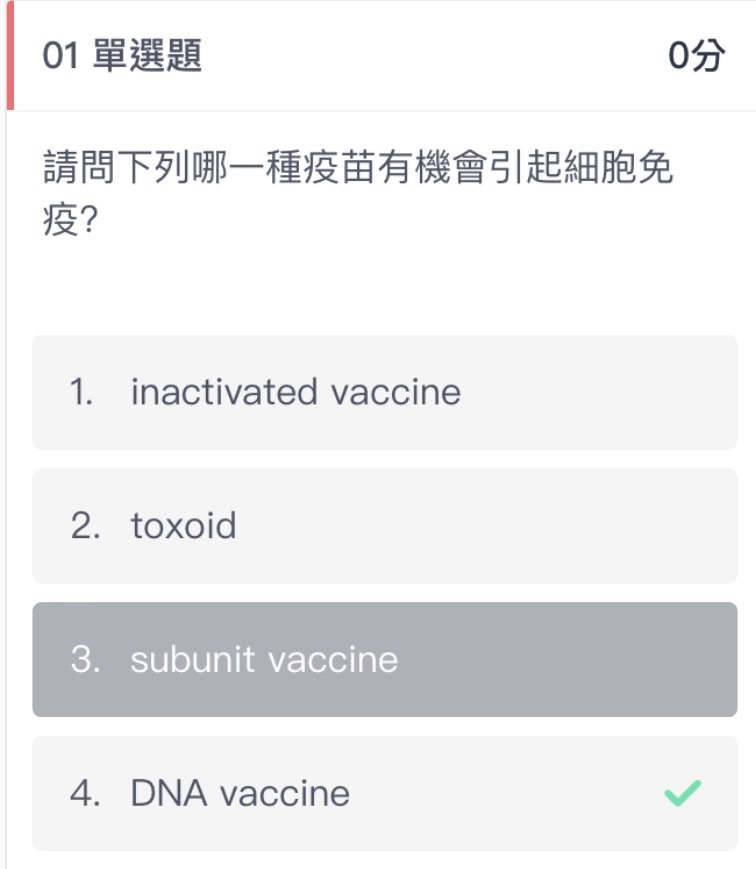 01 單選題 0分
請問下列哪一種疫苗有機會引起細胞免
疫?
1. inactivated vaccine
2. toxoid
3. subunit vaccine
4. DNA vaccine